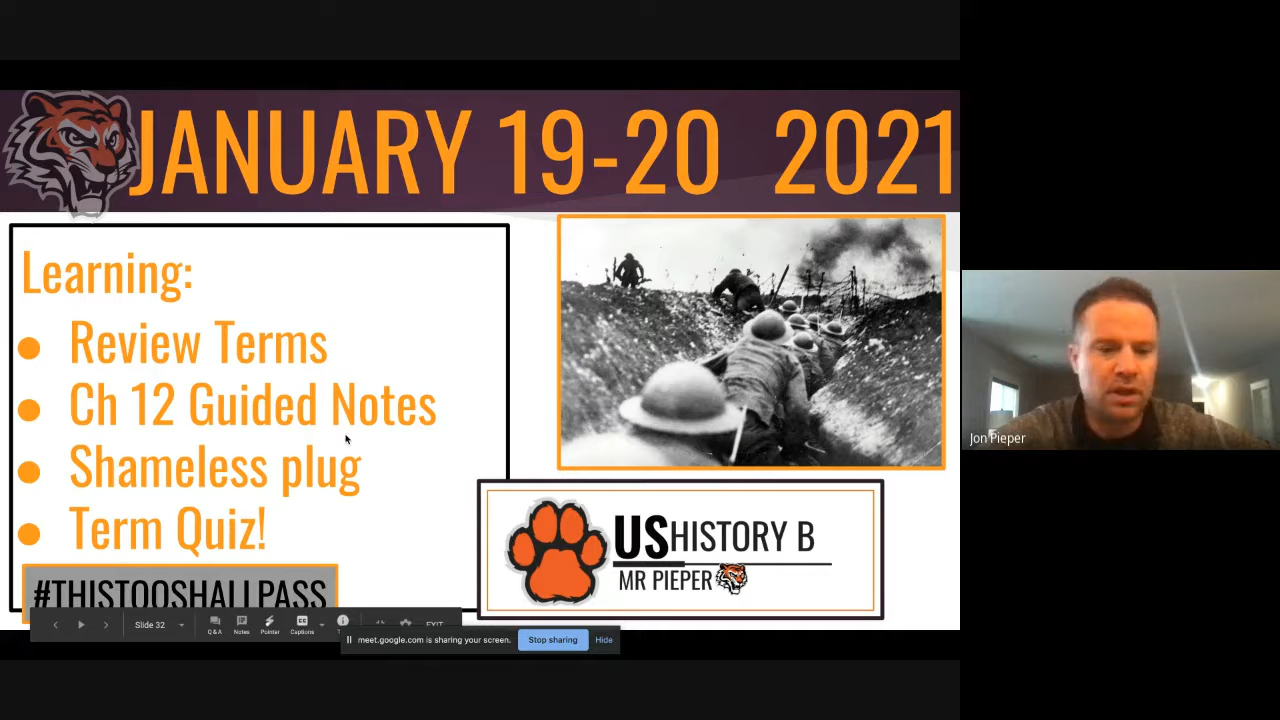 JANUARY 19-20 2021
Learning:
● Review Terms
● Ch 12 Guided Notes
● Shameless plug
● Term Quiz!
#THISTOOSHALLPASS
US HISTORY B
MR PIEPER
Jon Pieper
Slide 32
Q & A
Notes
Pointer
Captions
EXIT
meet.google.com is sharing your screen.
Stop sharing
Hide